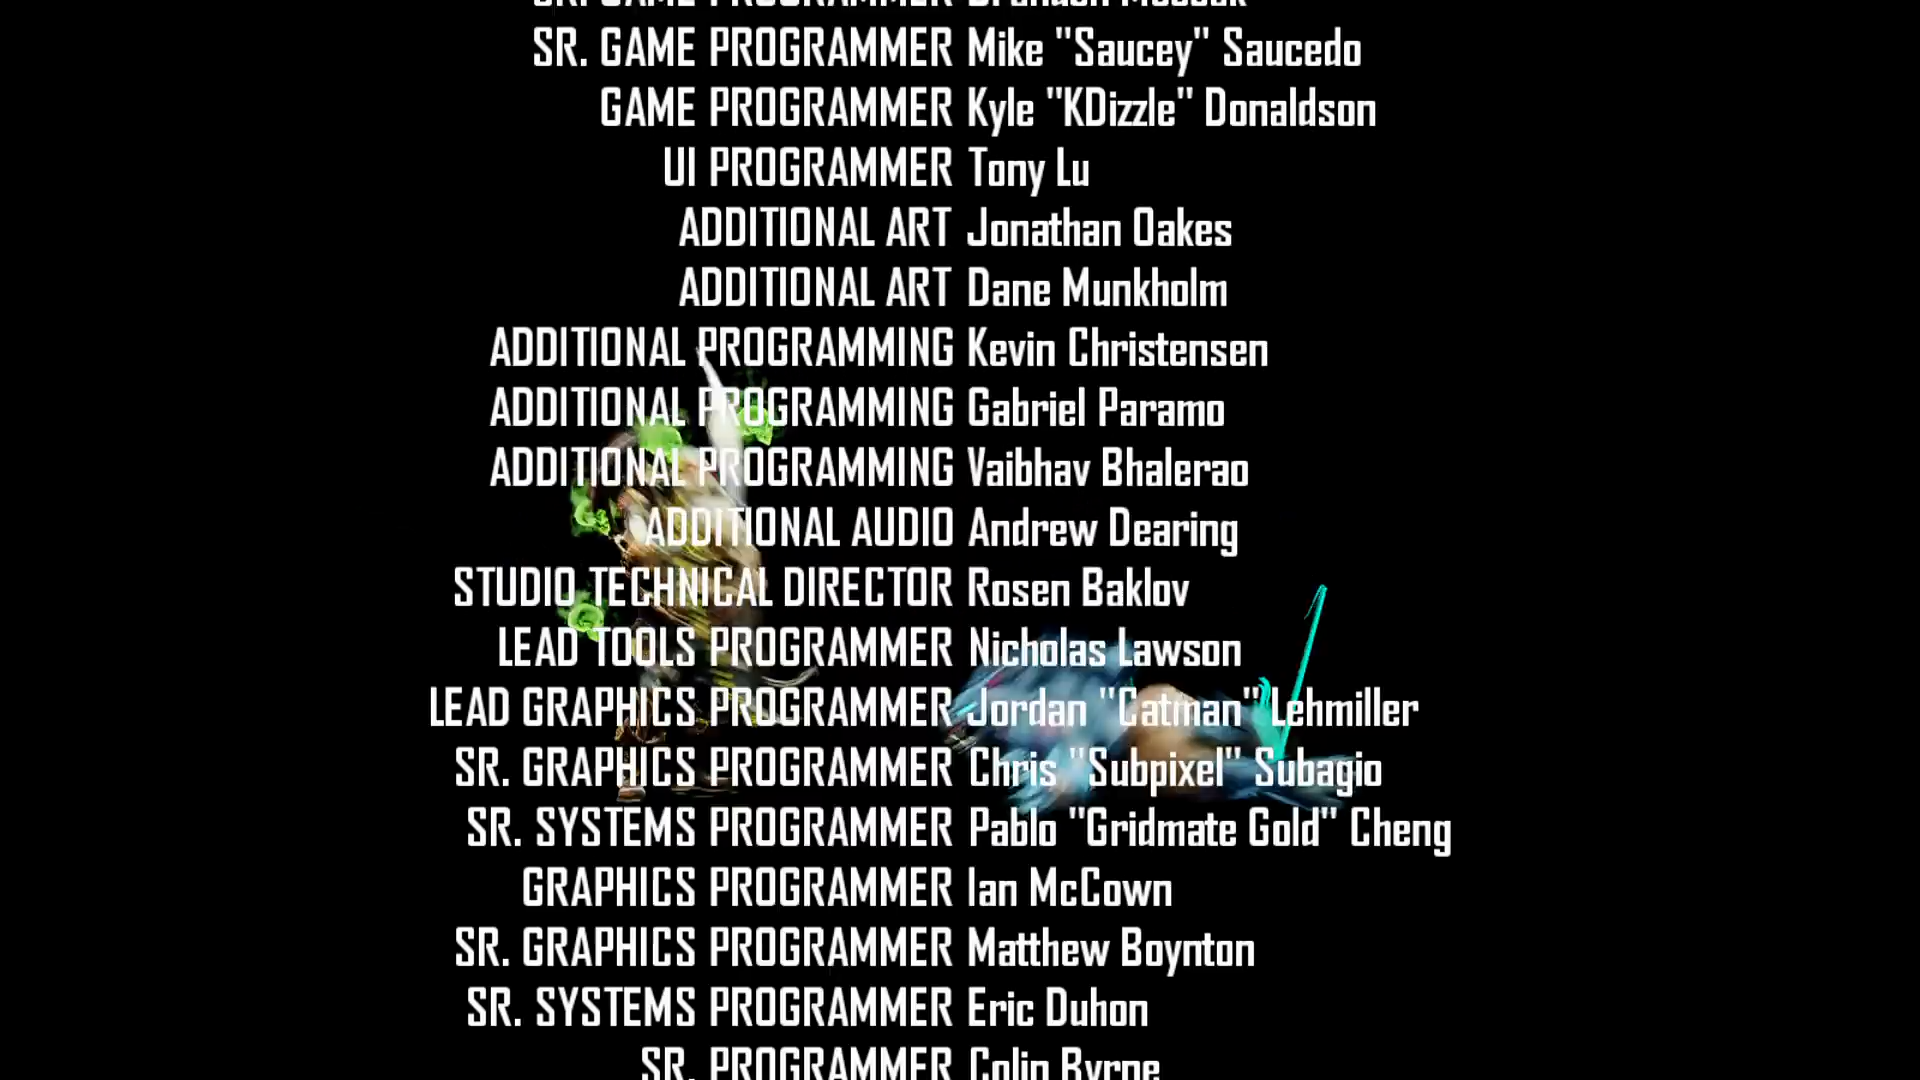 SR. GAME PROGRAMMER
SR. GAME PROGRAMMER Mike "Saucey" Saucedo
GAME PROGRAMMER Kyle "KDizzle" Donaldson
UI PROGRAMMER Tony Lu
ADDITIONAL ART Jonathan Oakes
ADDITIONAL ART Dane Munkholm
ADDITIONAL PROGRAMMING Kevin Christensen
ADDITIONAL PROGRAMMING Gabriel Paramo
ADDITIONAL PROGRAMMING Vaibhav Bhalerao
ADDITIONAL AUDIO Andrew Dearing
STUDIO TECHNICAL DIRECTOR Rosen Baklov
LEAD TOOLS PROGRAMMER Nicholas Lawson
LEAD GRAPHICS PROGRAMMER Jordan "Catman" Lehmiller
SR. GRAPHICS PROGRAMMER Chris "Subpixel" Subagio
SR. SYSTEMS PROGRAMMER Pablo "Gridmate Gold" Cheng
GRAPHICS PROGRAMMER Ian McCown
SR. GRAPHICS PROGRAMMER Matthew Boynton
SR. SYSTEMS PROGRAMMER Eric Duhon
SR. PROGRAMMER Colin Byrne